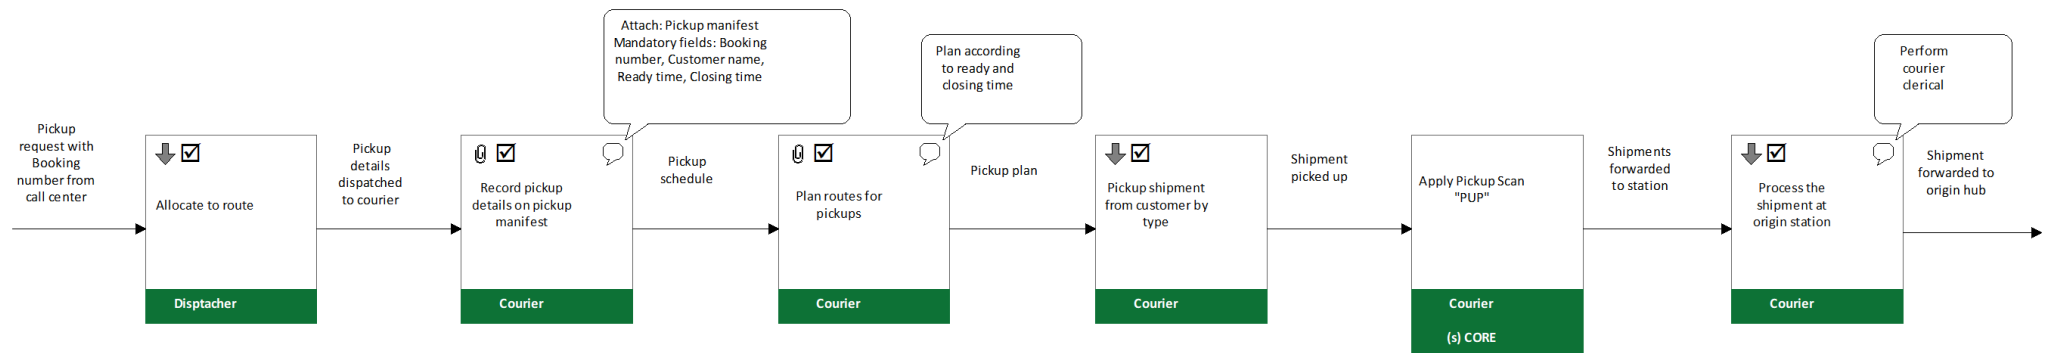 Pickup
request with
Booking
number from
call center
Allocate to route
Disptacher
Pickup
details
dispatched
to courier
Attach: Pickup manifest
Mandatory fields: Booking
number, Customer name,
Ready time, Closing time
Record pickup
details on pickup
manifest
Courier
Pickup
schedule
Plan according
to ready and
closing time
Plan routes for
pickups
Courier
Pickup plan
Pickup shipment
from customer by
type
Courier
Shipment
picked up
Apply Pickup Scan
"PUP"
Courier
(s) CORE
Shipments
forwarded
to station
Perform
courier
clerical
Process the
shipment at
origin station
Courier
Shipment
forwarded to
origin hub